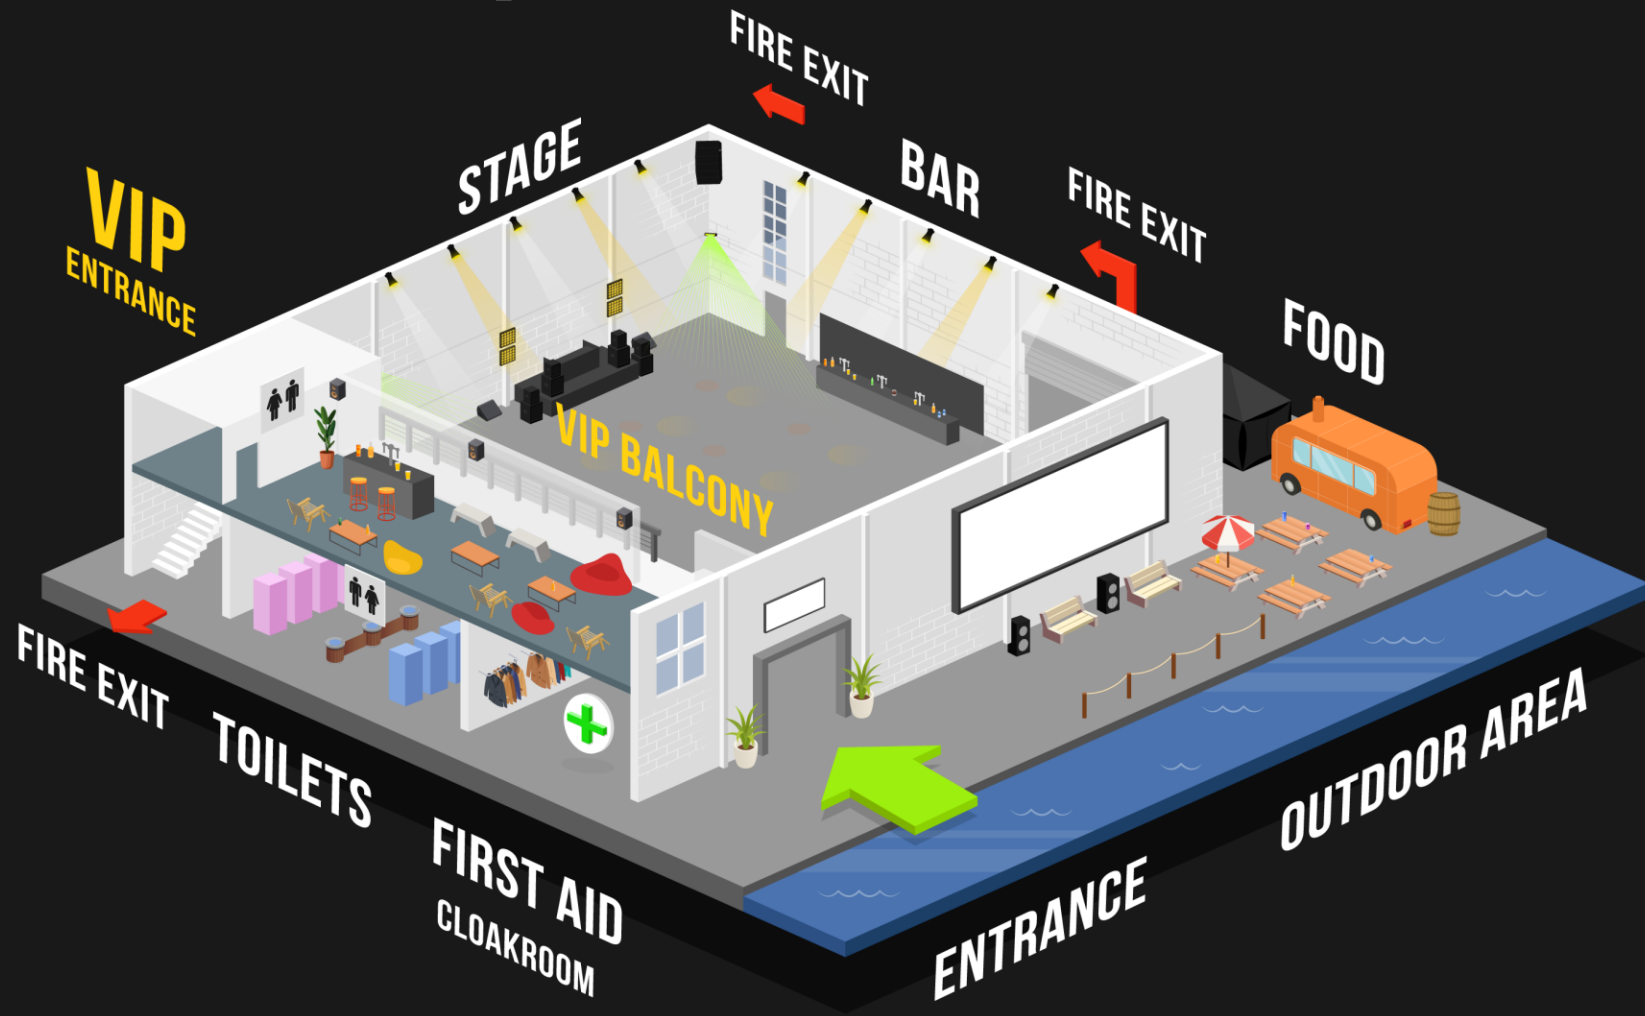 FIRE EXIT
STAGE
BAR
VIP
ENTRANCE
FIRE EXIT
FOOD
VIP BALCONY
FIRE EXIT
TOILETS
FIRST AID
CLOAKROOM
ENTRANCE
OUTDOOR AREA